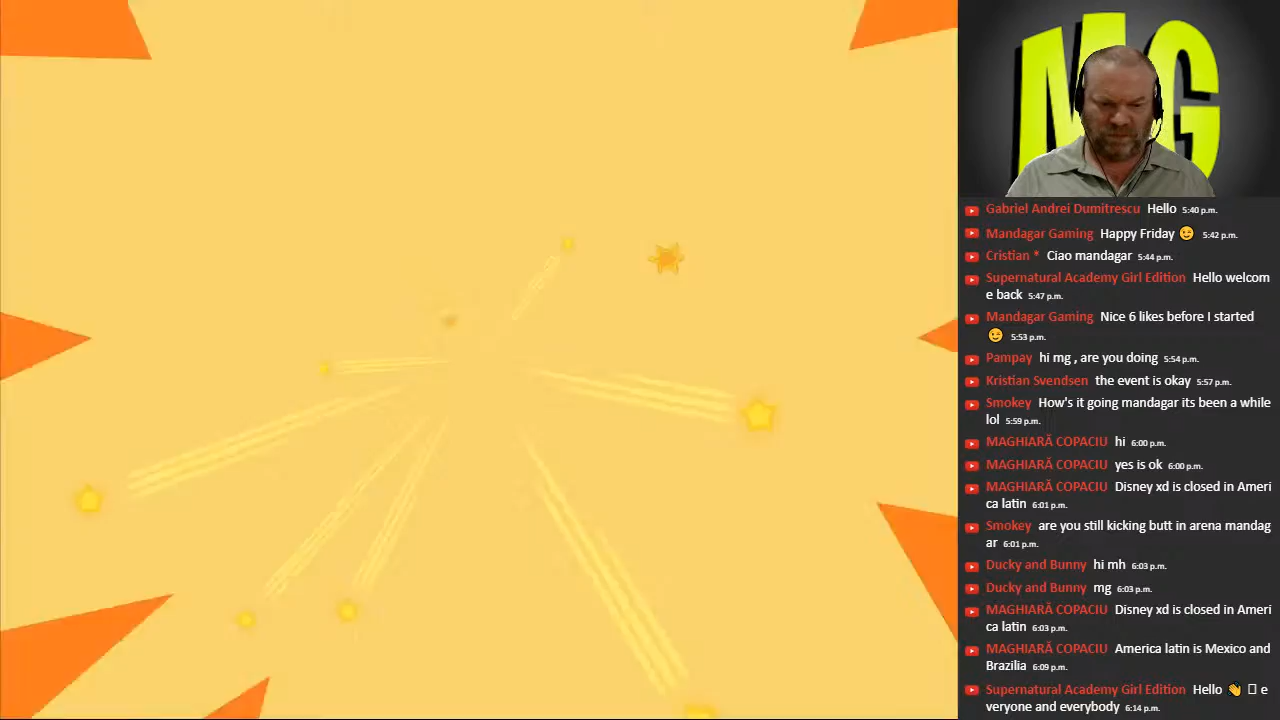 MG
Gabriel Andrei Dumitrescu Hello 5:40 p.m.
Mandagar Gaming Happy Friday 😉 5:42 p.m.
Cristian * Ciao mandagar 5:44 p.m.
Supernatural Academy Girl Edition Hello welcom
e back 5:47 p.m.
Mandagar Gaming Nice 6 likes before I started
😉 5:53 p.m.
Pampay hi mg , are you doing 5:54 p.m.
Kristian Svendsen the event is okay 5:57 p.m.
Smokey How's it going mandagar its been a while
lol 5:59 p.m.
MAGHIARĂ COPACIU hi 6:00 p.m.
MAGHIARĂ COPACIU yes is ok 6:00 p.m.
MAGHIARĂ COPACIU Disney xd is closed in Ameri
ca latin 6:01 p.m.
Smokey are you still kicking butt in arena mandag
ar 6:01 p.m.
Ducky and Bunny hi mh 6:03 p.m.
Ducky and Bunny mg 6:03 p.m.
MAGHIARĂ COPACIU Disney xd is closed in Ameri
ca latin 6:03 p.m.
MAGHIARĂ COPACIU America latin is Mexico and
Brazilia 6:09 p.m.
Supernatural Academy Girl Edition Hello 👋 □ e
veryone and everybody 6:14 p.m.